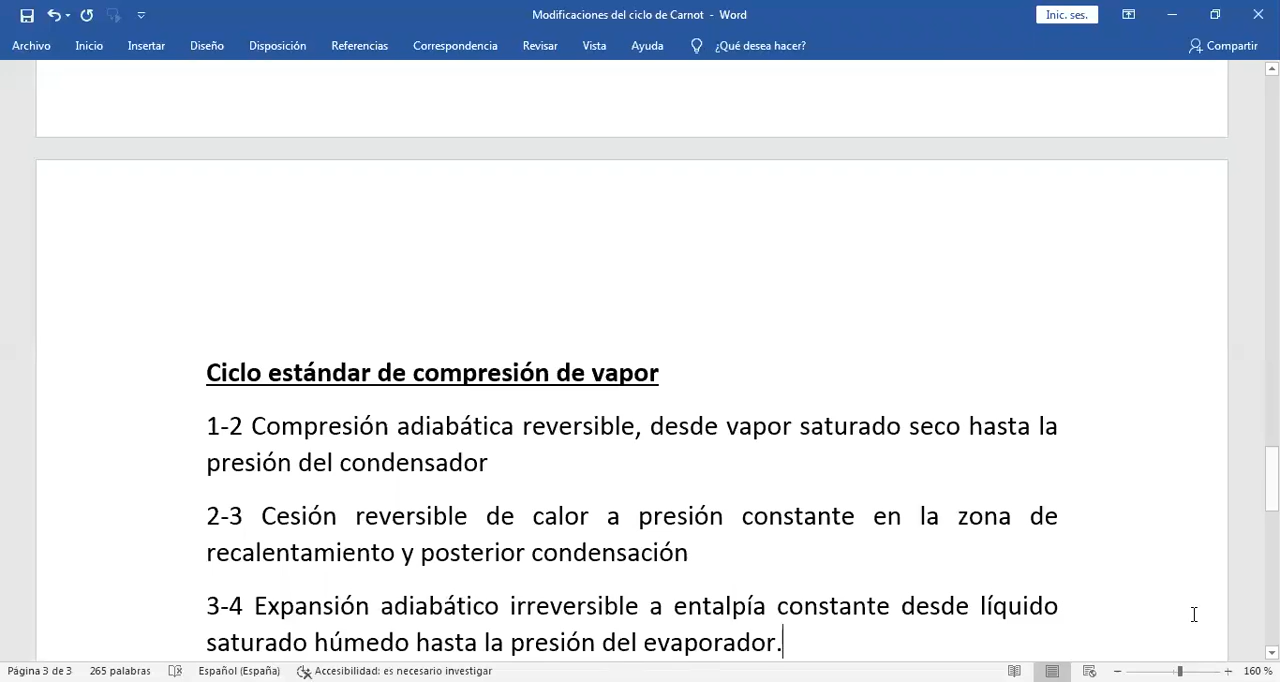 Modificaciones del ciclo de Carnot - Word
Inic. ses.
Archivo Inicio Insertar Diseño Disposición Referencias Correspondencia Revisar Vista Ayuda ¿Qué desea hacer? Compartir
Ciclo estándar de compresión de vapor
1-2 Compresión adiabática reversible, desde vapor saturado seco hasta la
presión del condensador
2-3 Cesión reversible de calor a presión constante en la zona de
recalentamiento y posterior condensación
3-4 Expansión adiabático irreversible a entalpía constante desde líquido
saturado húmedo hasta la presión del evaporador.
Página 3 de 3 265 palabras Español (España) Accesibilidad: es necesario investigar 160 %